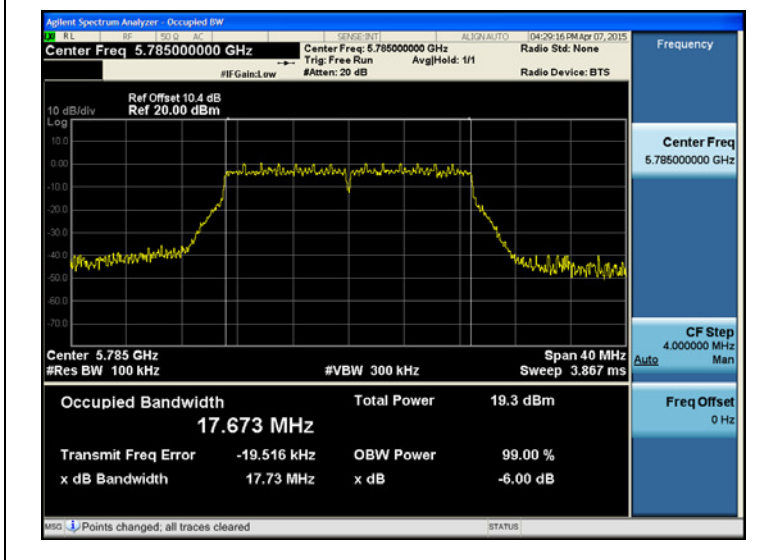 Agilent Spectrum Analyzer - Occupied BW
RL RF 50 Ω AC SENSE:INT ALIGNAUTO 04:29:16 PM Apr 07, 2015
Center Freq 5.785000000 GHz Center Freq: 5.785000000 GHz Radio Std: None Frequency
Trig: Free Run Avg|Hold: 1/1
#IFGain:Low #Atten: 20 dB Radio Device: BTS
Ref Offset 10.4 dB
10 dB/div Ref 20.00 dBm
Log
10.0
0.00
-10.0
-20.0
-30.0
-40.0
-50.0
-60.0
-70.0
Center 5.785 GHz Span 40 MHz
#Res BW 100 kHz #VBW 300 kHz Sweep 3.867 ms
Occupied Bandwidth Total Power 19.3 dBm
17.673 MHz
Transmit Freq Error -19.516 kHz OBW Power 99.00 %
x dB Bandwidth 17.73 MHz x dB -6.00 dB
Center Freq
5.785000000 GHz
CF Step
4.000000 MHz
Auto Man
Freq Offset
0 Hz
MSG Points changed; all traces cleared STATUS